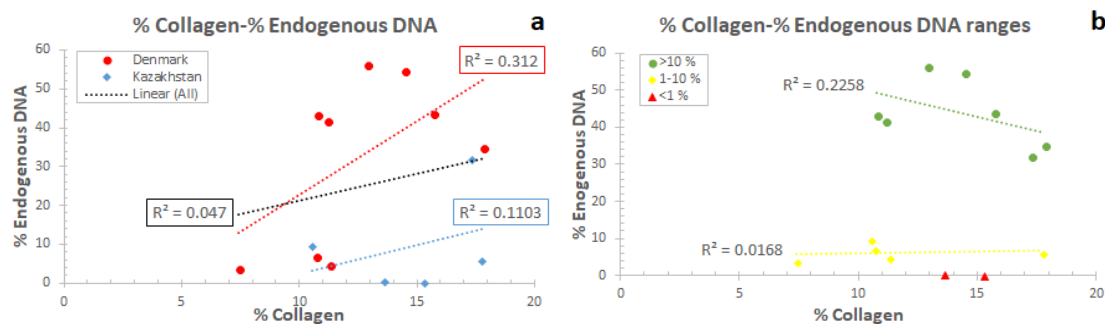 % Collagen-% Endogenous DNA
a
Denmark
Kazakhstan
Linear (All)
R² = 0.312
R² = 0.047
R² = 0.1103
% Endogenous DNA
60
50
40
30
20
10
0
0 5 10 15 20
% Collagen
% Collagen-% Endogenous DNA ranges
b
>10 %
1-10 %
<1 %
R² = 0.2258
R² = 0.0168
% Enogenous DNA
60
50
40
30
20
10
0
0 5 10 15 20
% Collagen